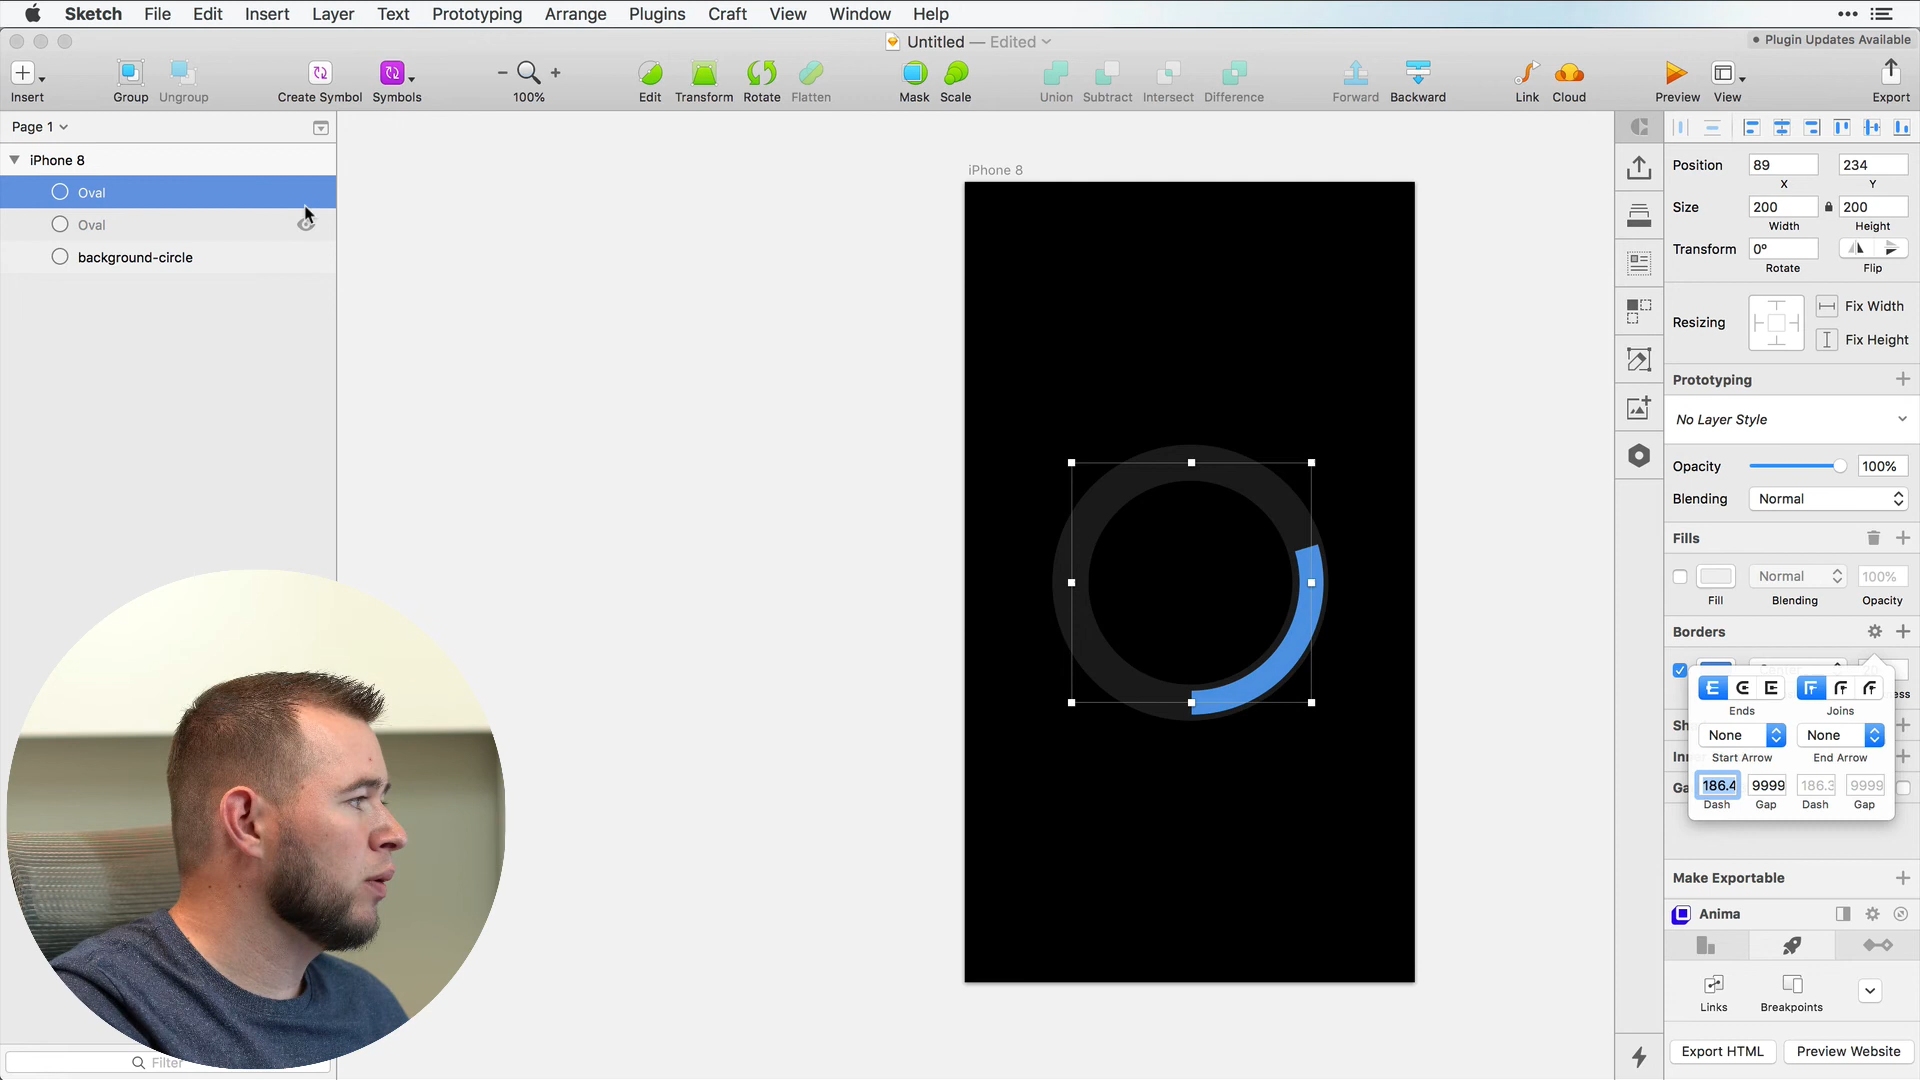 Sketch File Edit Insert Layer Text Prototyping Arrange Plugins Craft View Window Help
Untitled — Edited
Plugin Updates Available
Insert Group Ungroup Create Symbol Symbols 100% Edit Transform Rotate Flatten Mask Scale Union Subtract Intersect Difference Forward Backward Link Cloud Preview View Export
Page 1
iPhone 8
Oval
Oval
background-circle
Filter
iPhone 8
Position 89 234
X Y
Size 200 200
Width Height
Transform 0°
Rotate Flip
Resizing Fix Width
Fix Height
Prototyping
No Layer Style
Opacity 100%
Blending Normal
Fills
Normal 100%
Fill Blending Opacity
Borders
Ends Joins
None None
Start Arrow End Arrow
186.4 9999 186.3 9999
Dash Gap Dash Gap
Make Exportable
Anima
Links Breakpoints
Export HTML Preview Website